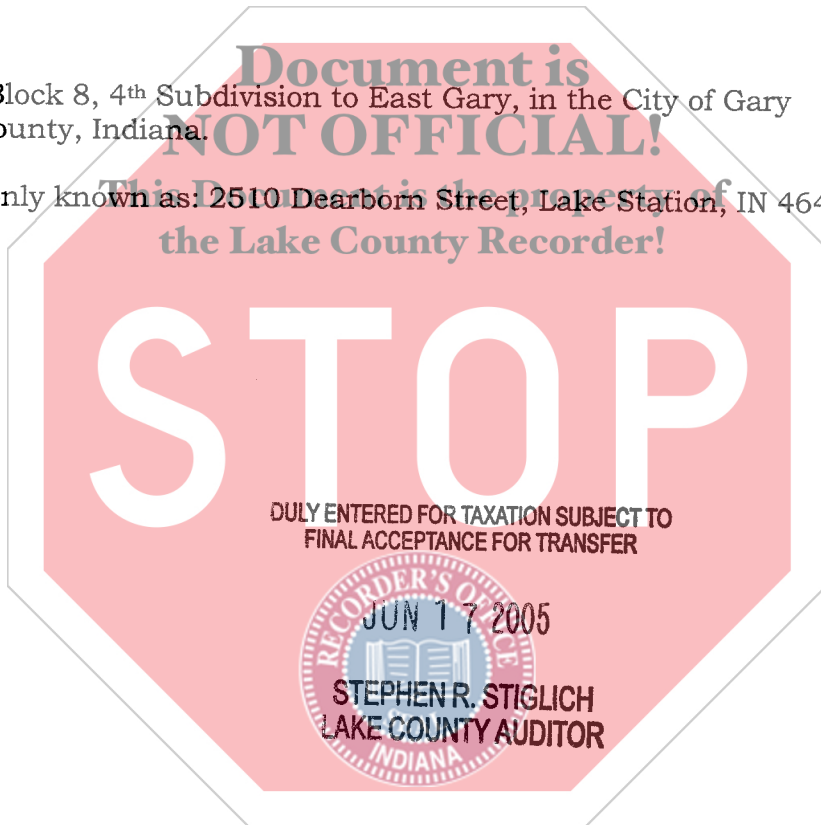 Document is
Block 8, 4th Subdivision to East Gary, in the City of Gary
ounty, Indiana.
NOT OFFICIAL!
nly known as: 2510 Dearborn Street, Lake Station, IN 464
This Document is the property of
the Lake County Recorder!
STOP
DULY ENTERED FOR TAXATION SUBJECT TO
FINAL ACCEPTANCE FOR TRANSFER
RECORDER'S OFFICE
JUN 17 2005
STEPHEN R. STIGLICH
LAKE COUNTY AUDITOR
INDIANA